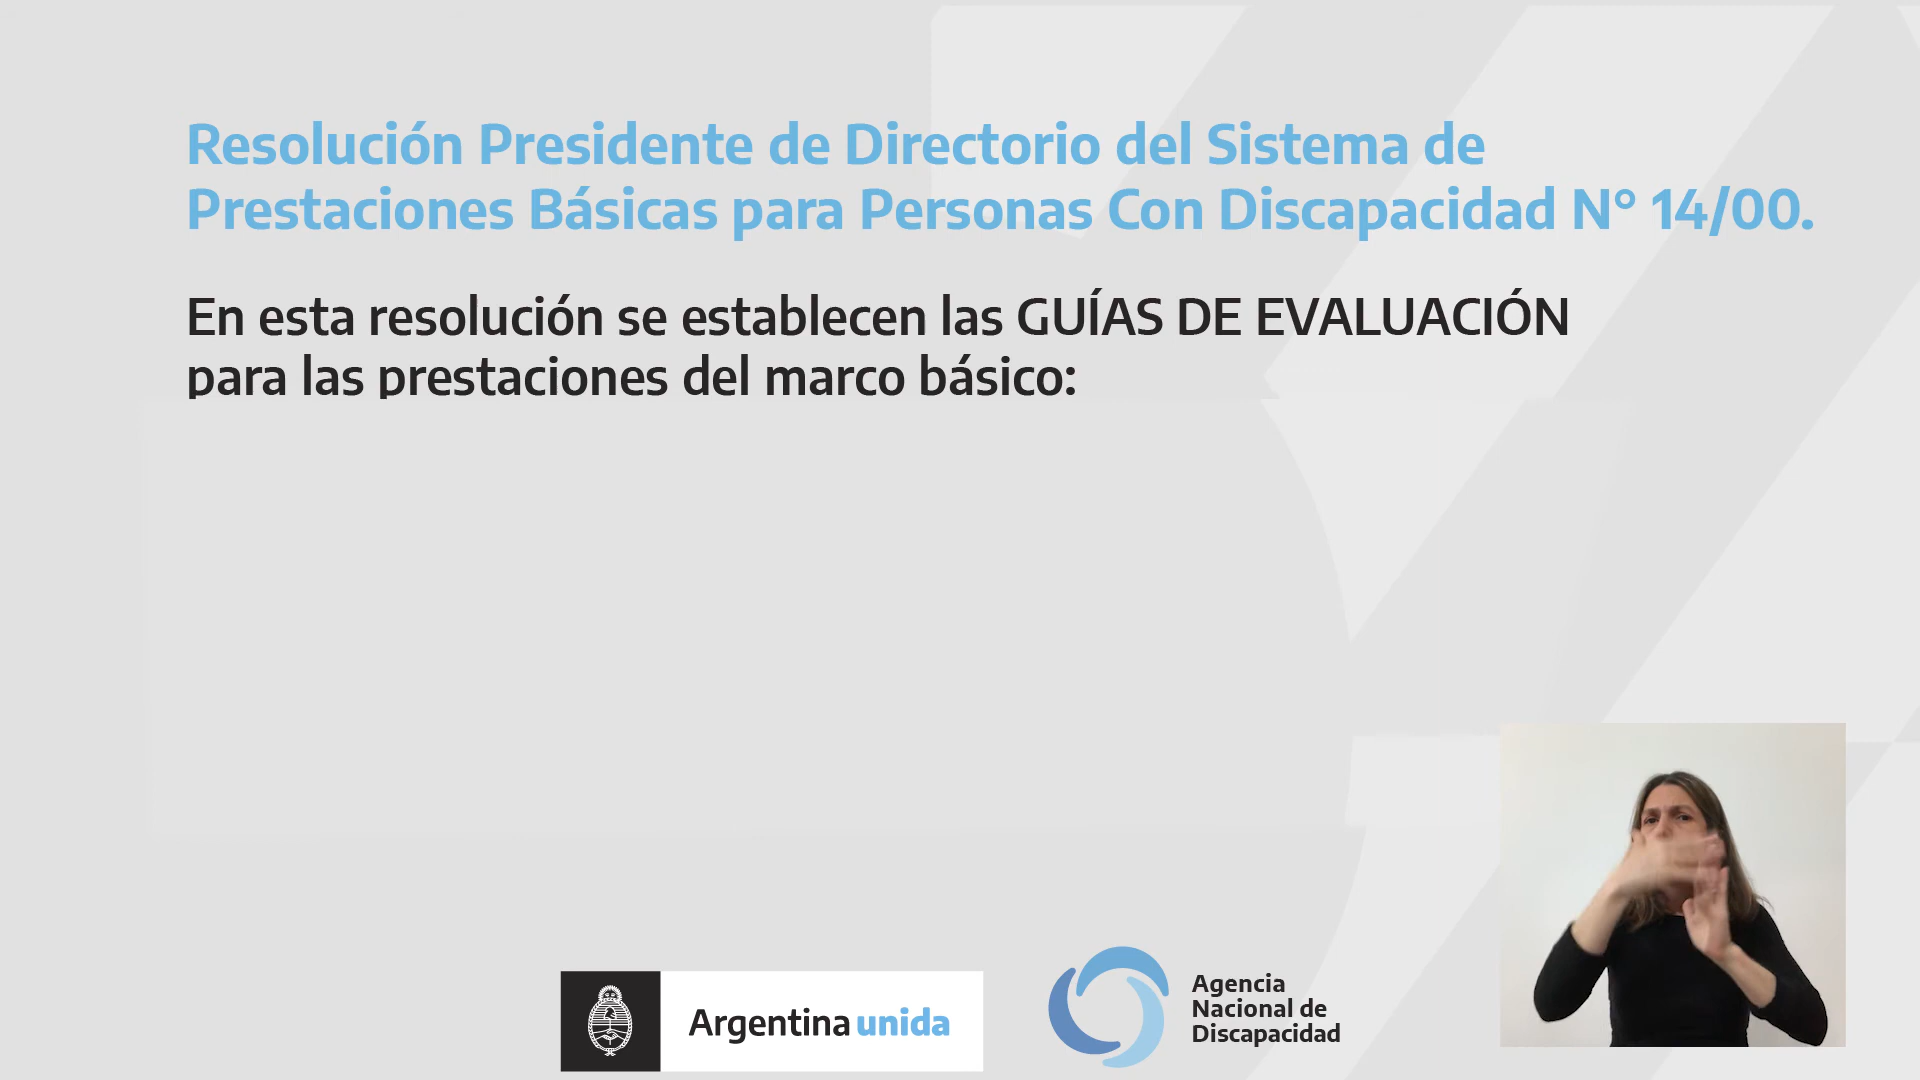 Resolución Presidente de Directorio del Sistema de
Prestaciones Básicas para Personas Con Discapacidad N° 14/00.
En esta resolución se establecen las GUÍAS DE EVALUACIÓN
para las prestaciones del marco básico:
Argentina unida
Agencia
Nacional de
Discapacidad